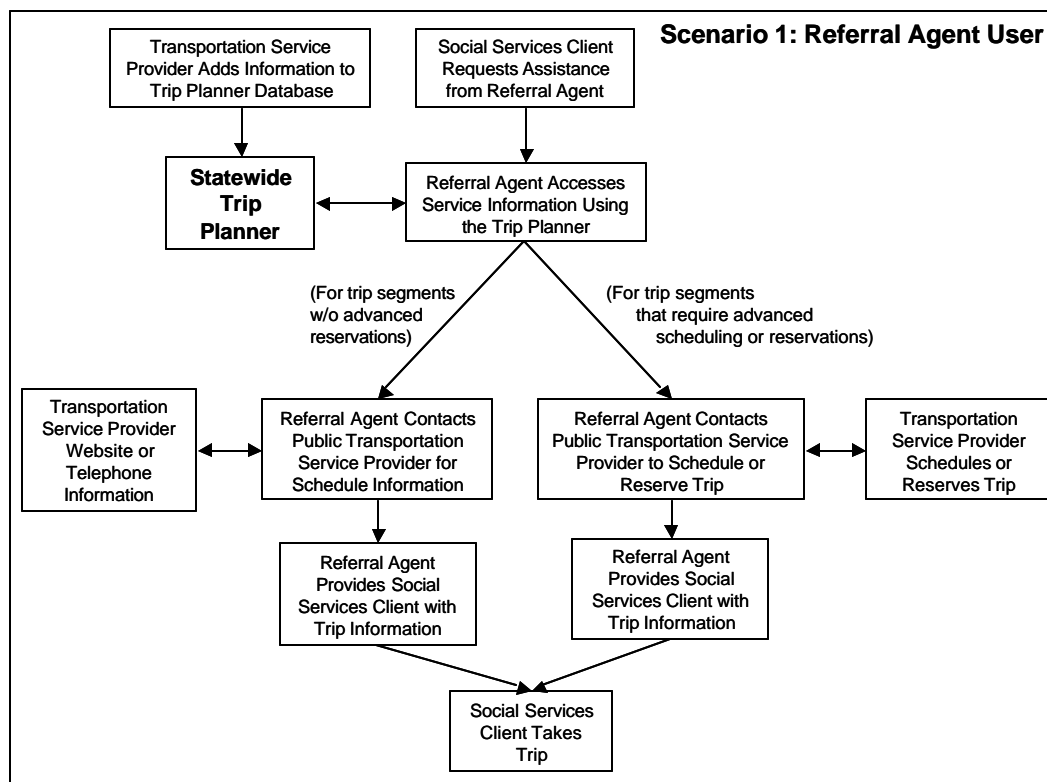 Scenario 1: Referral Agent User
Transportation Service
Provider Adds Information to
Trip Planner Database
Social Services Client
Requests Assistance
from Referral Agent
Statewide
Trip
Planner
Referral Agent Accesses
Service Information Using
the Trip Planner
(For trip segments
w/o advanced
reservations)
(For trip segments
that require advanced
scheduling or reservations)
Transportation
Service Provider
Website or
Telephone
Information
Referral Agent Contacts
Public Transportation
Service Provider for
Schedule Information
Referral Agent Contacts
Public Transportation Service
Provider to Schedule or
Reserve Trip
Transportation
Service Provider
Schedules or
Reserves Trip
Referral Agent
Provides Social
Services Client with
Trip Information
Referral Agent
Provides Social
Services Client with
Trip Information
Social Services
Client Takes
Trip